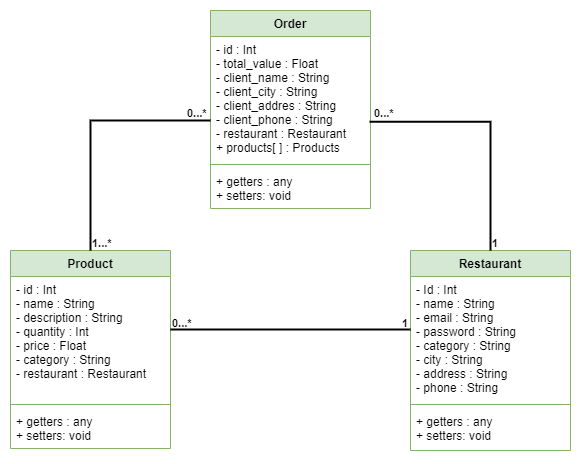 Order
- id : Int
- total_value : Float
- client_name : String
- client_city : String
- client_addres : String
- client_phone : String
- restaurant : Restaurant
+ products[ ] : Products
+ getters : any
+ setters: void
0...*
0...*
1...*
1
Product
- id : Int
- name : String
- description : String
- quantity : Int
- price : Float
- category : String
- restaurant : Restaurant
+ getters : any
+ setters: void
0...*
1
Restaurant
- Id : Int
- name : String
- email : String
- password : String
- category : String
- city : String
- address : String
- phone : String
+ getters : any
+ setters: void